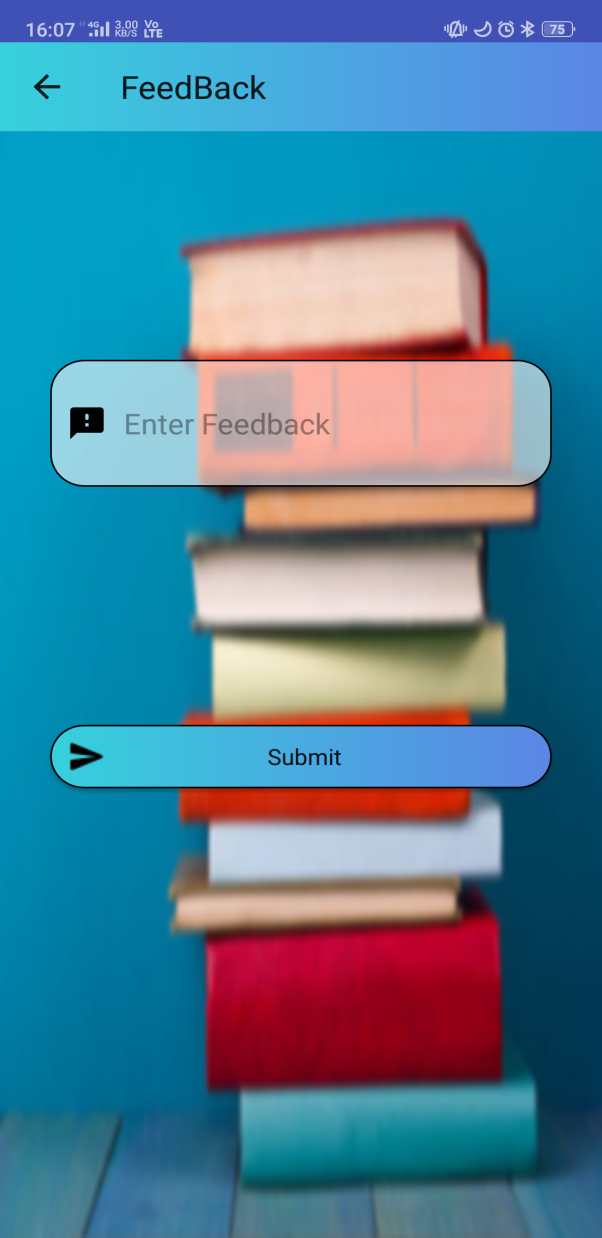 16:07 4G 3.00 KB/S Vo LTE 75
FeedBack
Enter Feedback
Submit